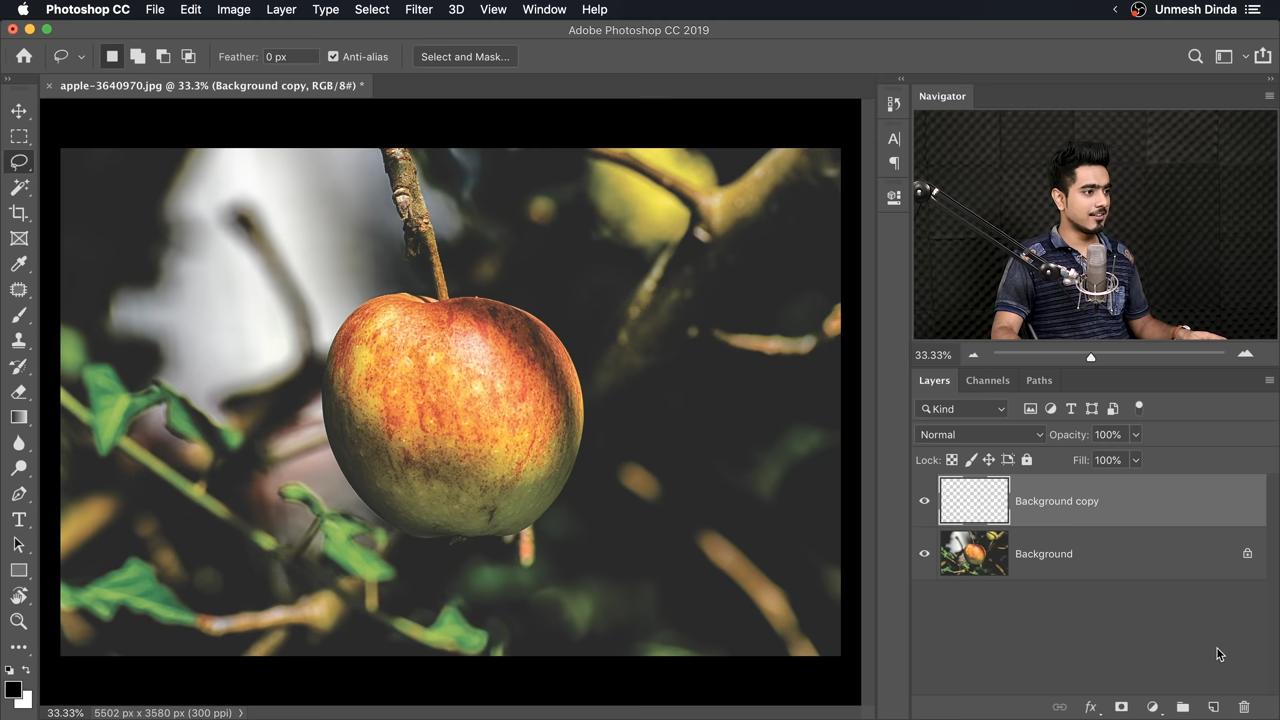 Photoshop CC File Edit Image Layer Type Select Filter 3D View Window Help Unmesh Dinda
Adobe Photoshop CC 2019
Feather: 0 px Anti-alias Select and Mask...
× apple-3640970.jpg @ 33.3% (Background copy, RGB/8#) *
Navigator
33.33%
Layers Channels Paths
Kind
Normal Opacity: 100%
Lock: Fill: 100%
Background copy
Background
33.33% 5502 px x 3580 px (300 ppi)